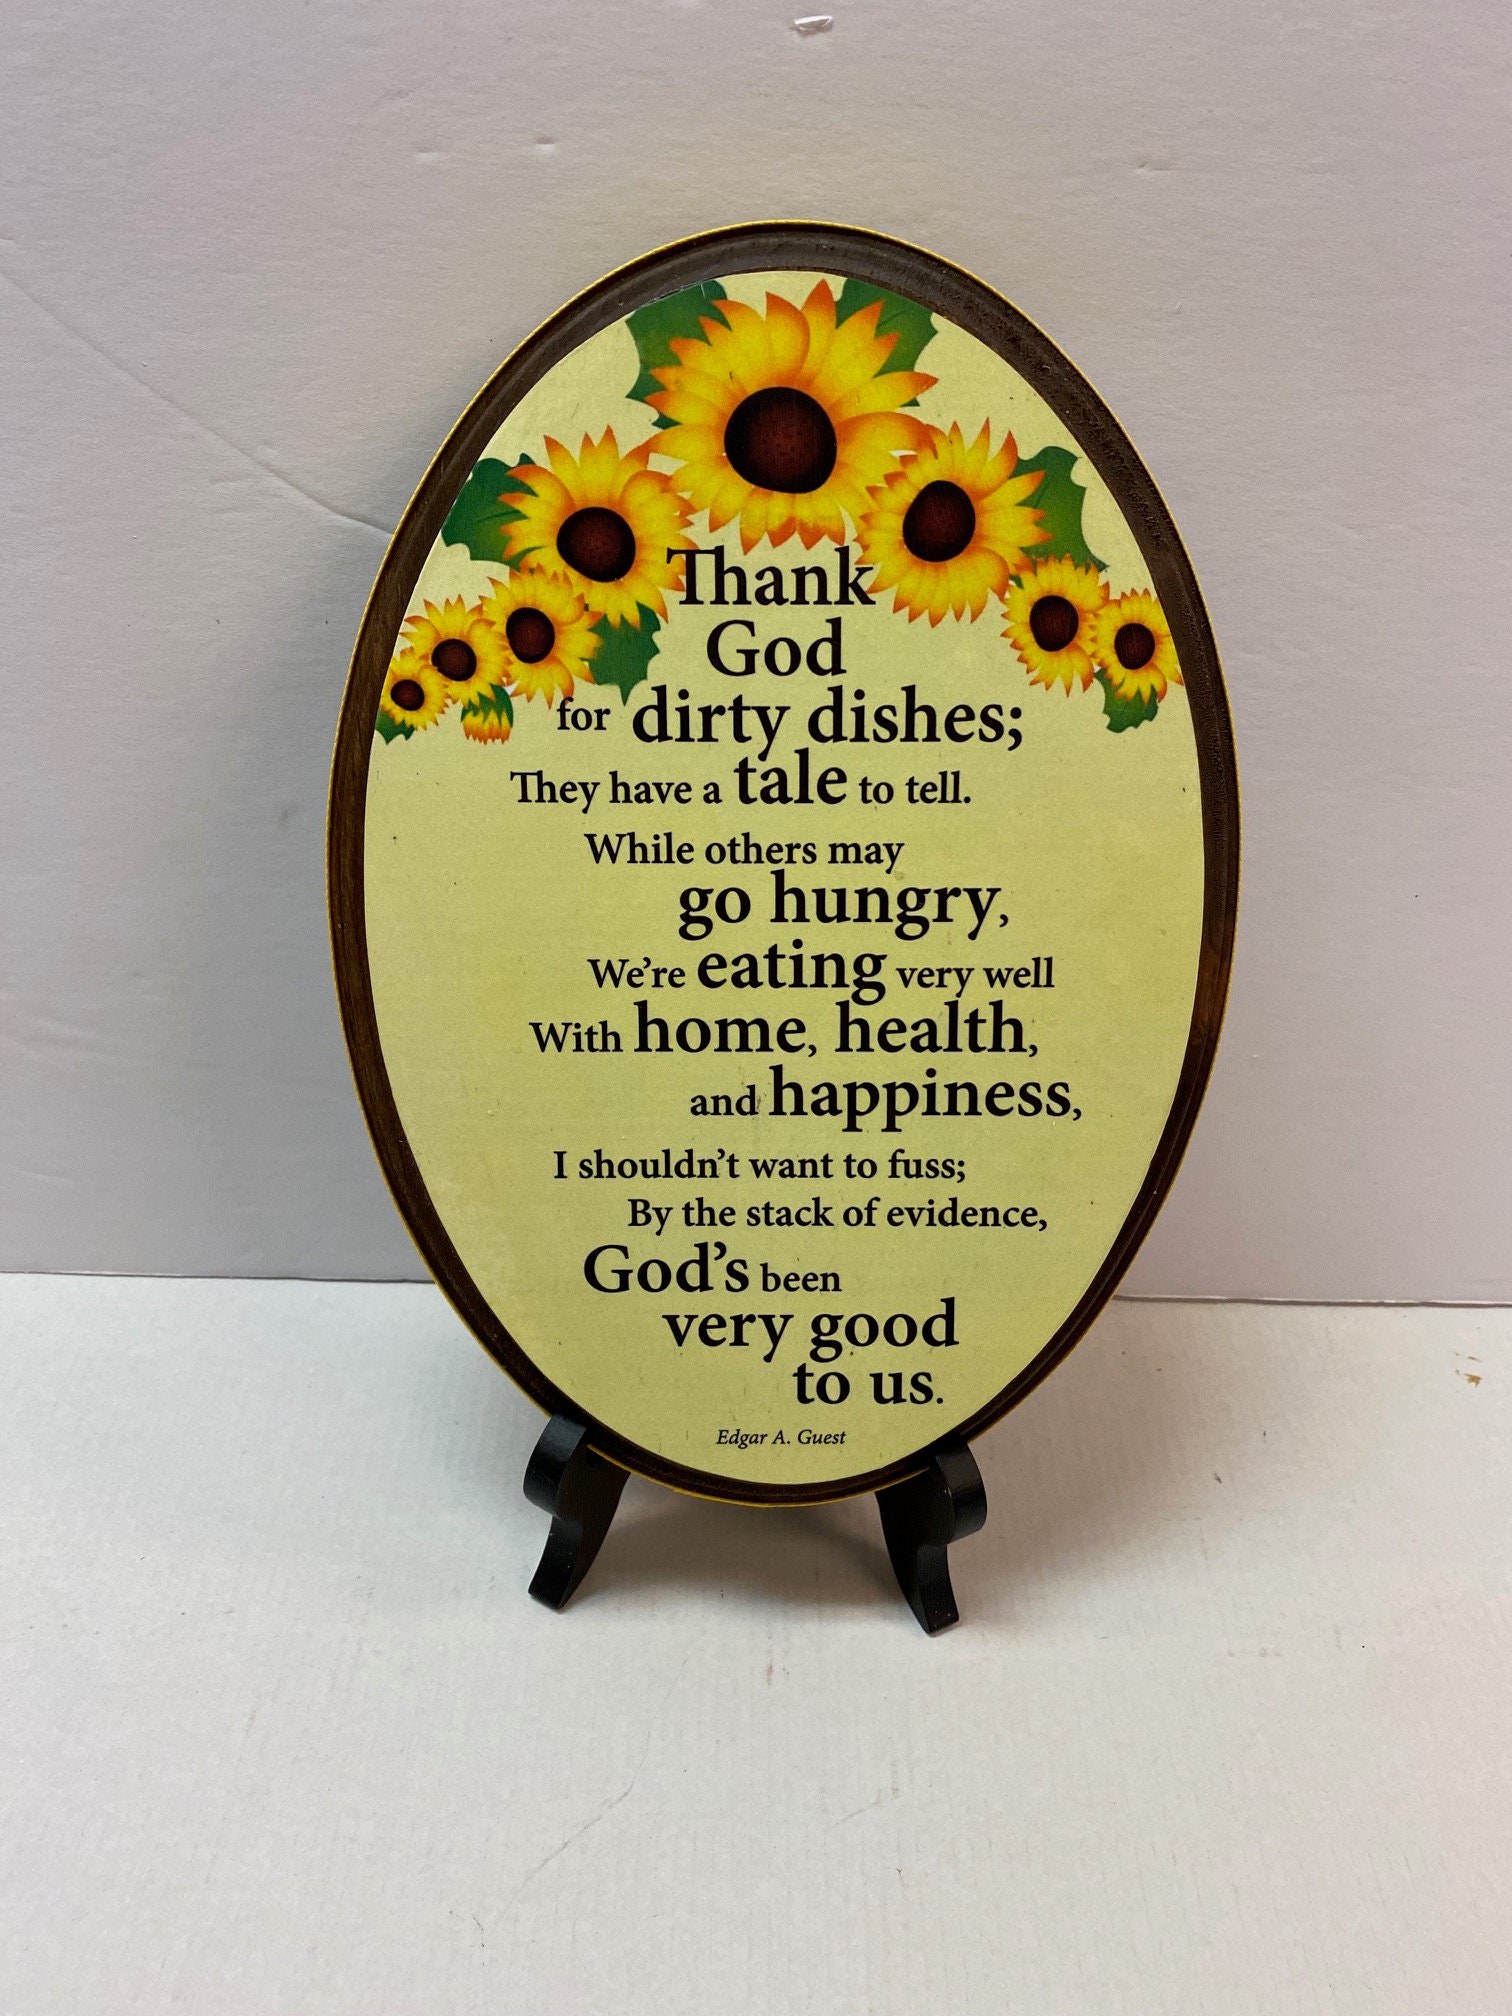 Thank
God
for dirty dishes;
They have a tale to tell.
While others may
go hungry,
We're eating very well
With home, health,
and happiness,
I shouldn't want to fuss;
By the stack of evidence,
God's been
very good
to us.
Edgar A. Guest